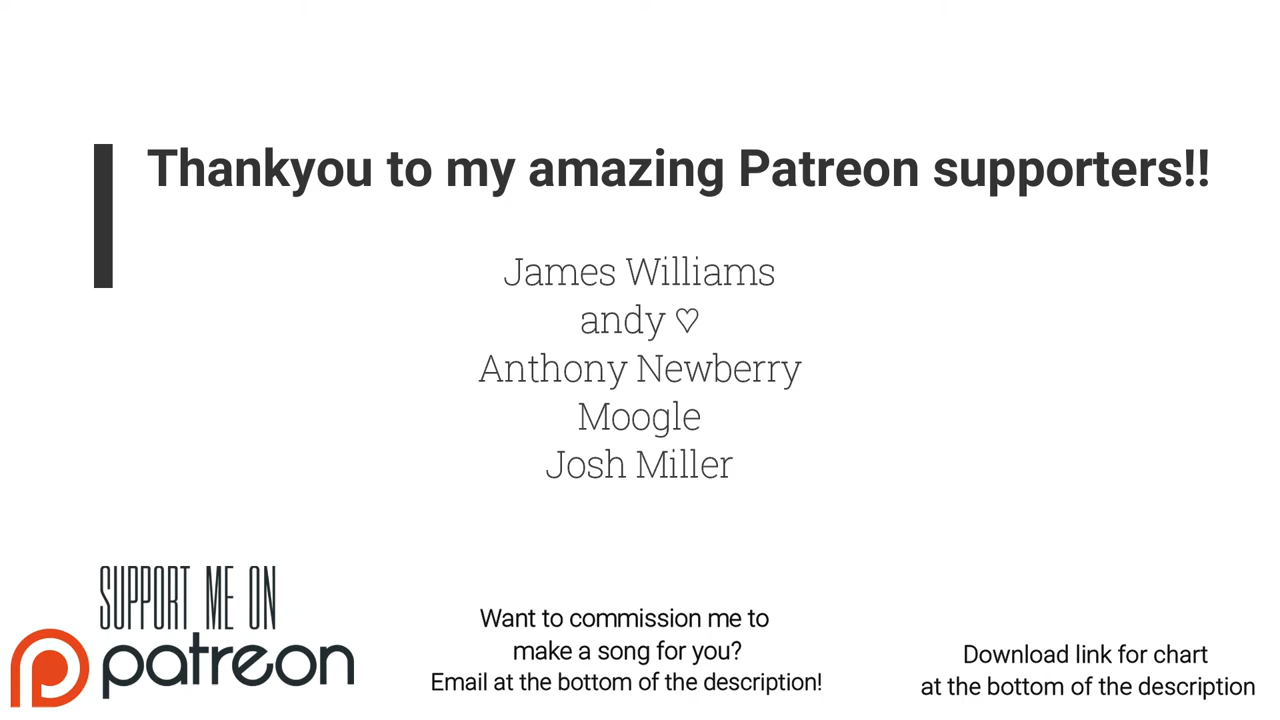 Thankyou to my amazing Patreon supporters!!
James Williams
andy ♡
Anthony Newberry
Moogle
Josh Miller
SUPPORT ME ON
patreon
Want to commission me to
make a song for you?
Email at the bottom of the description!
Download link for chart
at the bottom of the description